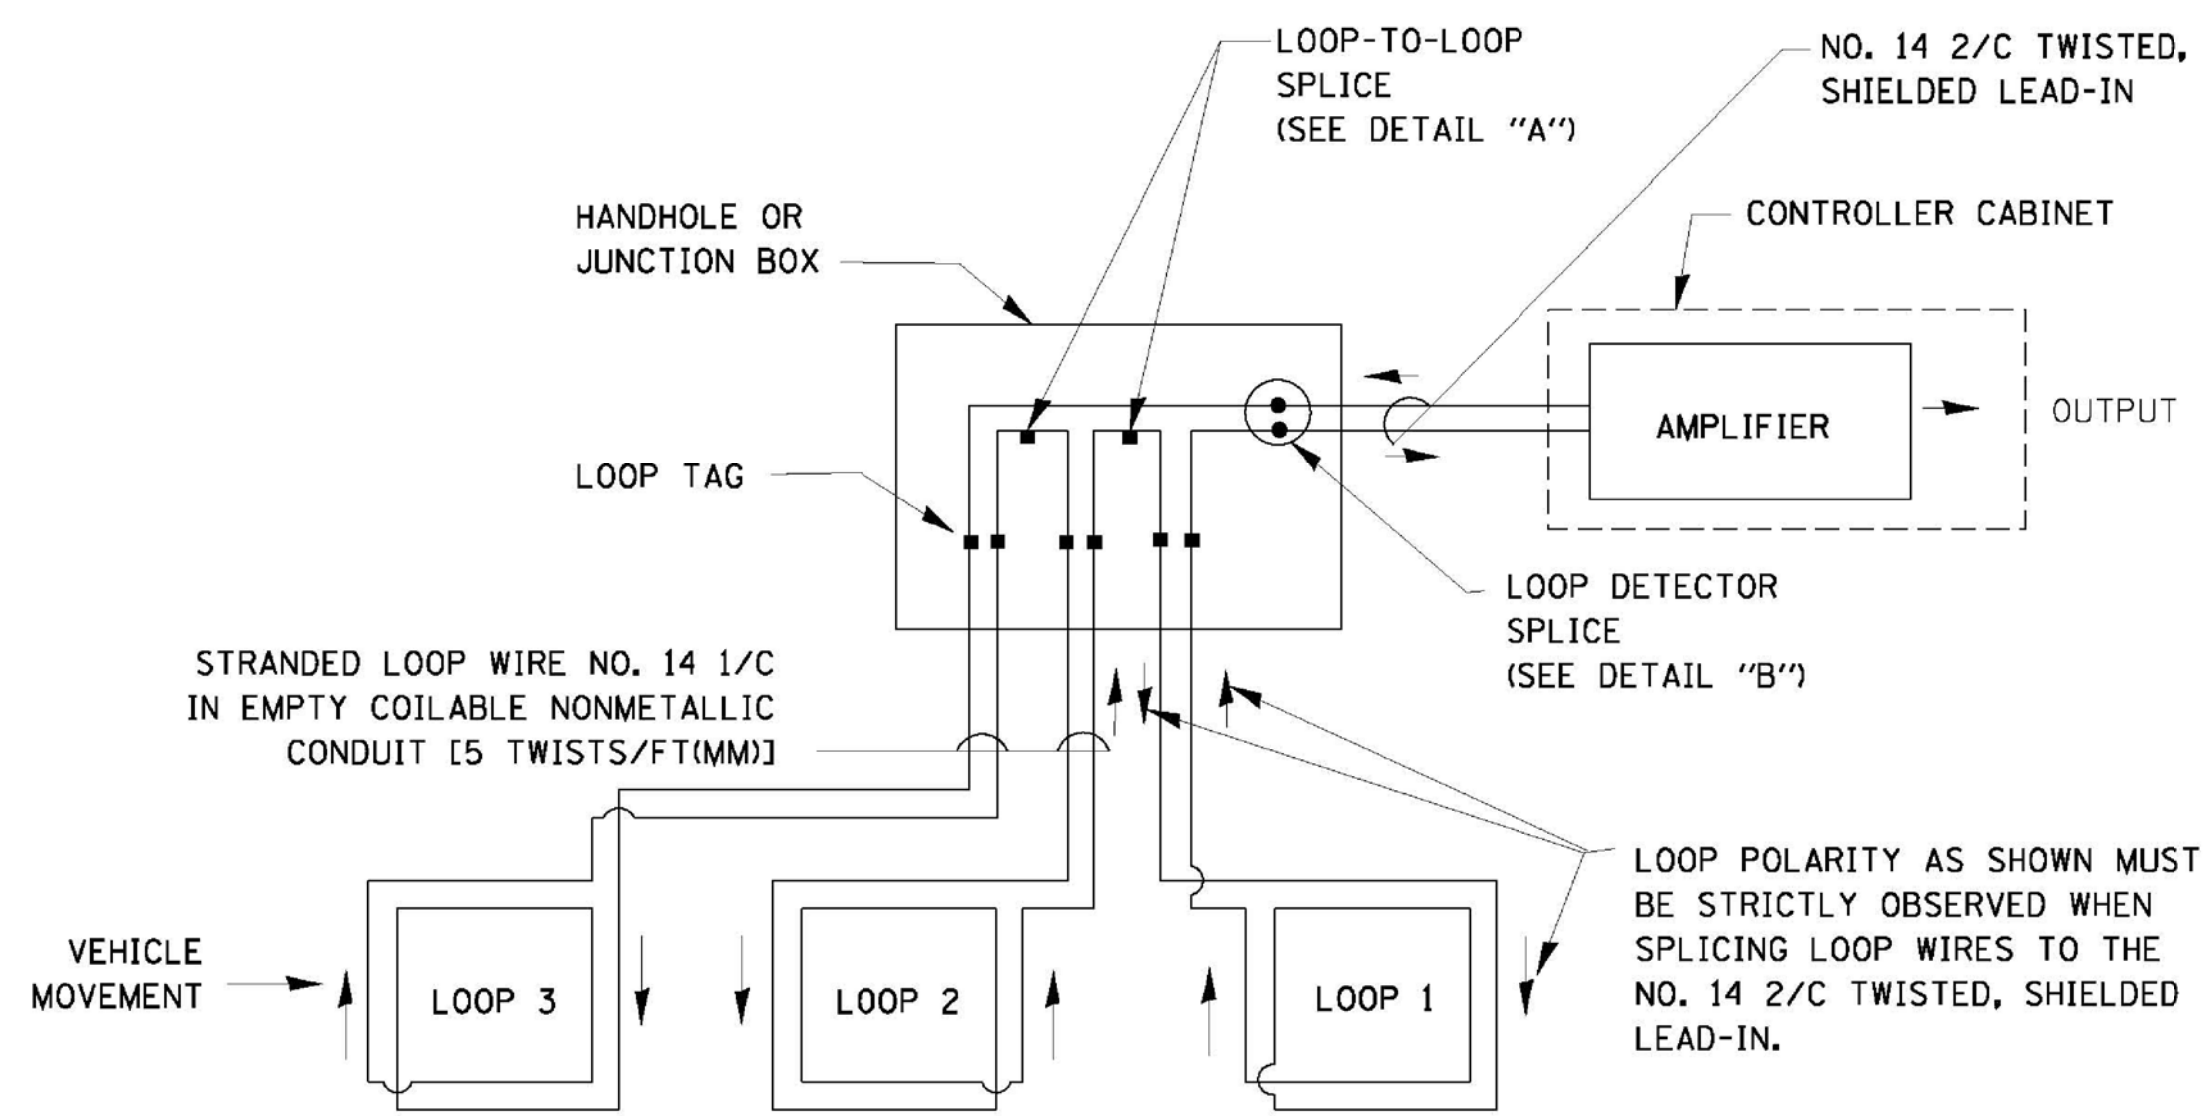 LOOP-TO-LOOP
SPLICE
(SEE DETAIL "A")
NO. 14 2/C TWISTED,
SHIELDED LEAD-IN
HANDHOLE OR
JUNCTION BOX
CONTROLLER CABINET
AMPLIFIER
OUTPUT
LOOP TAG
LOOP DETECTOR
SPLICE
(SEE DETAIL "B")
STRANDED LOOP WIRE NO. 14 1/C
IN EMPTY COILABLE NONMETALLIC
CONDUIT [5 TWISTS/FT(MM)]
LOOP POLARITY AS SHOWN MUST
BE STRICTLY OBSERVED WHEN
SPLICING LOOP WIRES TO THE
NO. 14 2/C TWISTED, SHIELDED
LEAD-IN.
VEHICLE
MOVEMENT
LOOP 3
LOOP 2
LOOP 1